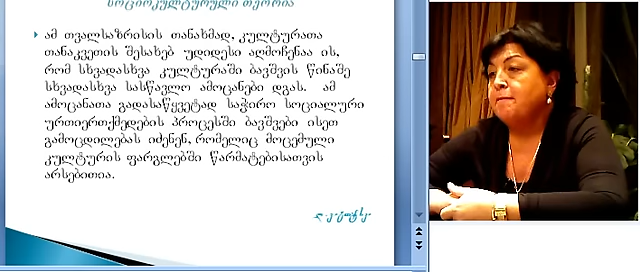 სოციოკულტურული თეორია
ამ თვალსაზრისის თანახმად, კულტურათა
თანაკვეთის შესახებ უდიდესი აღმოჩენაა ის,
რომ სხვადასხვა კულტურაში ბავშვის წინაშე
სხვადასხვა სასწავლო ამოცანები დგას. ამ
ამოცანათა გადასაწყვეტად საჭირო სოციალური
ურთიერთქმედების პროცესში ბავშვები ისეთ
გამოცდილებას იძენენ, რომელიც მოცემული
კულტურის ფარგლებში წარმატებისათვის
არსებითია.